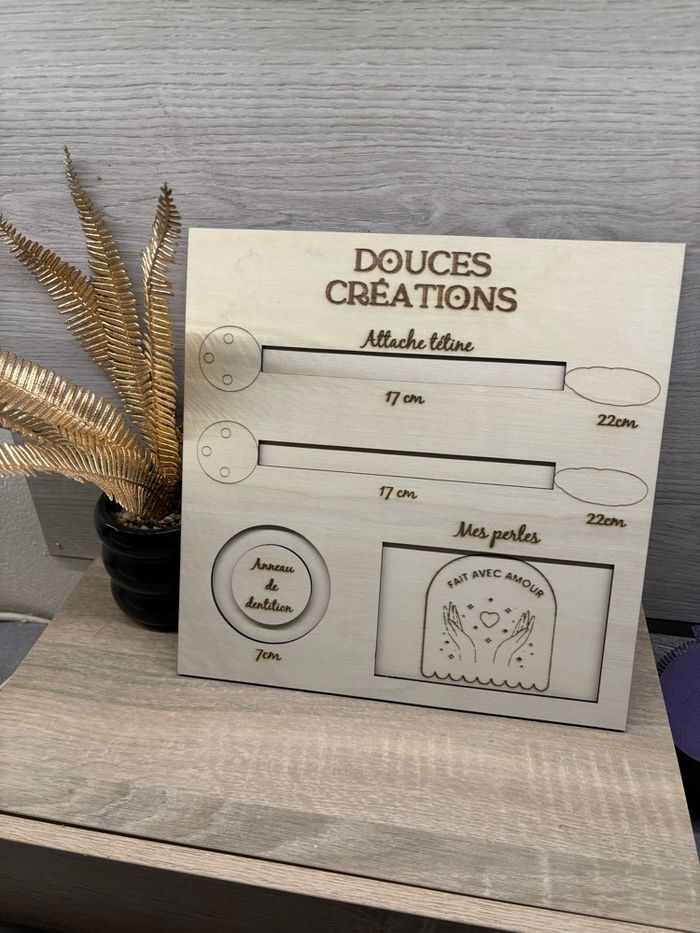 DOUCES
CRÉATIONS
Attache tétine
17 cm
22cm
17 cm
22cm
Mes perles
Anneau
de
dentition
7cm
FAIT AVEC AMOUR